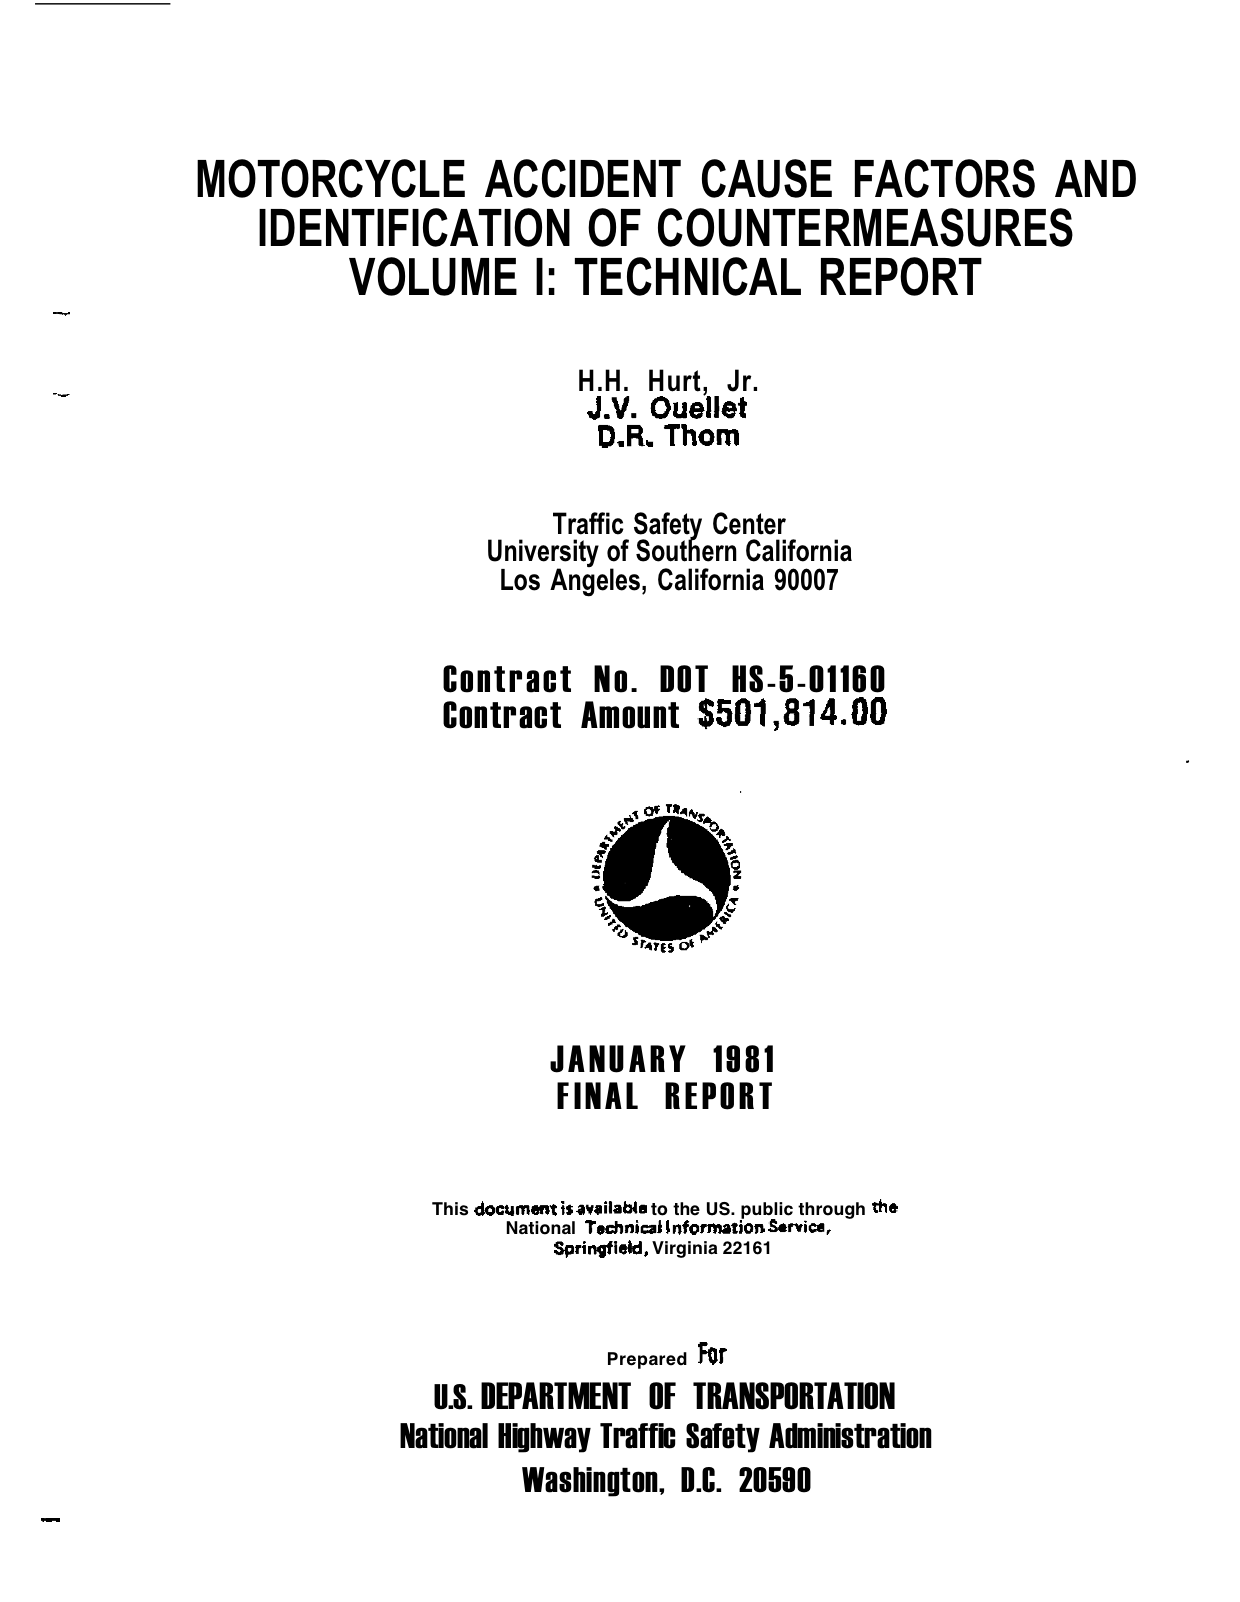 MOTORCYCLE ACCIDENT CAUSE FACTORS AND
IDENTIFICATION OF COUNTERMEASURES
VOLUME I: TECHNICAL REPORT
H.H. Hurt, Jr.
J.V. Ouellet
D.R. Thom
Traffic Safety Center
University of Southern California
Los Angeles, California 90007
Contract No. DOT HS-5-01160
Contract Amount $501,814.00
DEPARTMENT OF TRANSPORTATION
UNITED STATES OF AMERICA
JANUARY 1981
FINAL REPORT
This document is available to the US. public through the
National Technical Information Service,
Springfield, Virginia 22161
Prepared For
U.S. DEPARTMENT OF TRANSPORTATION
National Highway Traffic Safety Administration
Washington, D.C. 20590